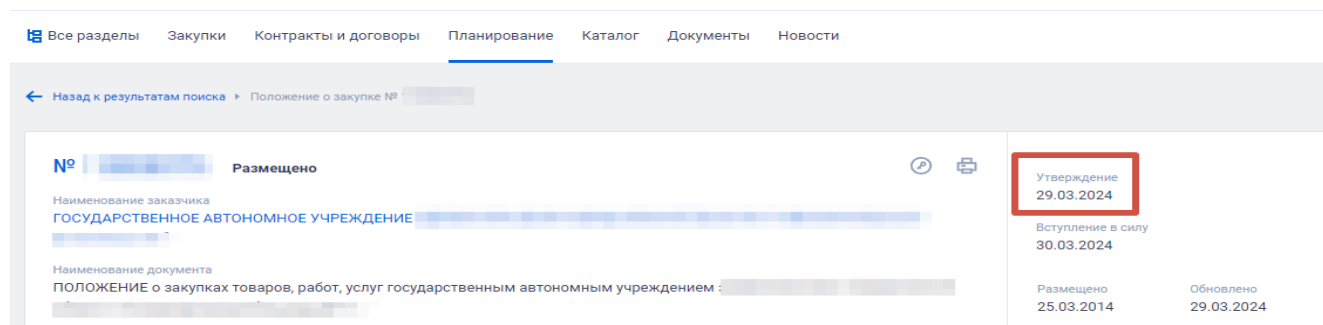 Все разделы Закупки Контракты и договоры Планирование Каталог Документы Новости
Назад к результатам поиска Положение о закупке №
№ Размещено
Наименование заказчика
ГОСУДАРСТВЕННОЕ АВТОНОМНОЕ УЧРЕЖДЕНИЕ
Наименование документа
ПОЛОЖЕНИЕ о закупках товаров, работ, услуг государственным автономным учреждением
Утверждение
29.03.2024
Вступление в силу
30.03.2024
Размещено Обновлено
25.03.2014 29.03.2024